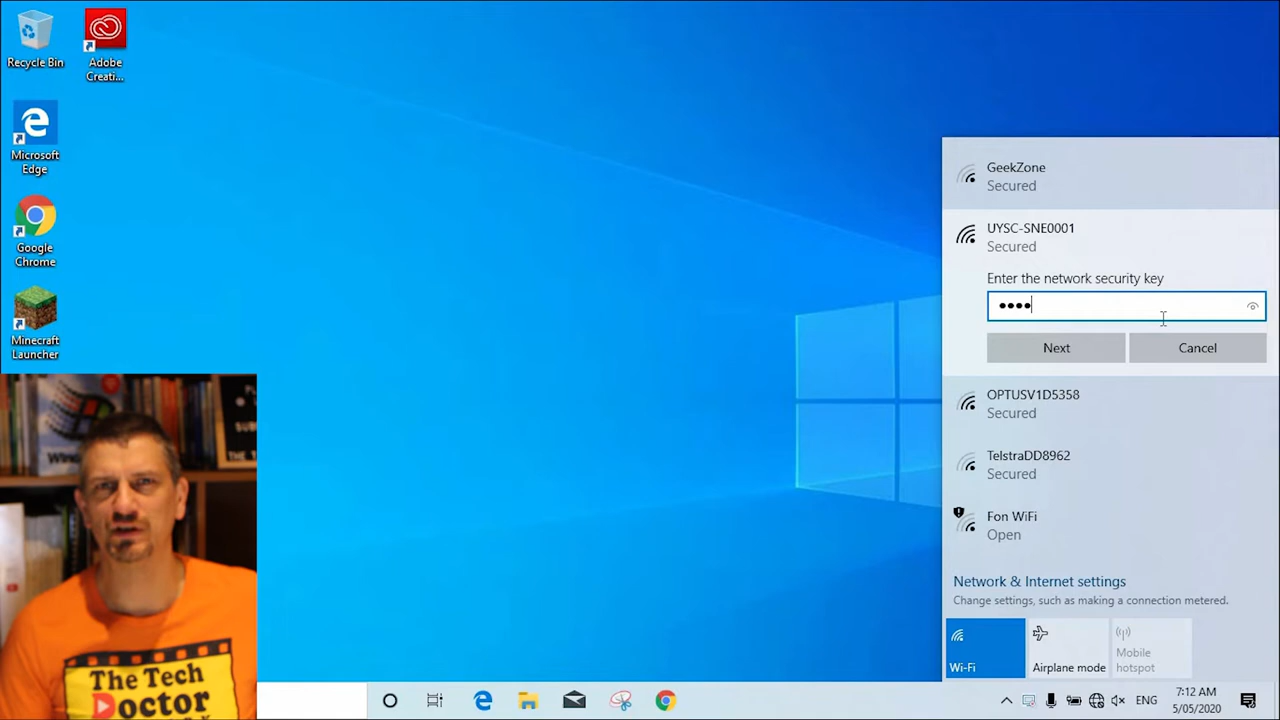 Recycle Bin
Adobe
Creati...
Microsoft
Edge
Google
Chrome
Minecraft
Launcher
GeekZone
Secured
UYSC-SNE0001
Secured
Enter the network security key
Next
Cancel
OPTUSV1D5358
Secured
TelstraDD8962
Secured
Fon WiFi
Open
Network & Internet settings
Change settings, such as making a connection metered.
Wi-Fi
Airplane mode
Mobile
hotspot
The Tech
Doctor
ENG
7:12 AM
5/05/2020